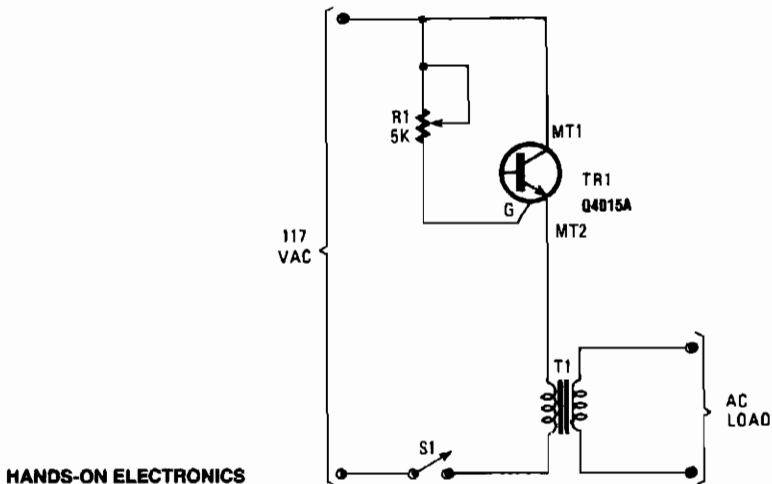 R1
5K
MT1
TR1
Q4015A
G
MT2
117
VAC
T1
AC
LOAD
S1
HANDS-ON ELECTRONICS